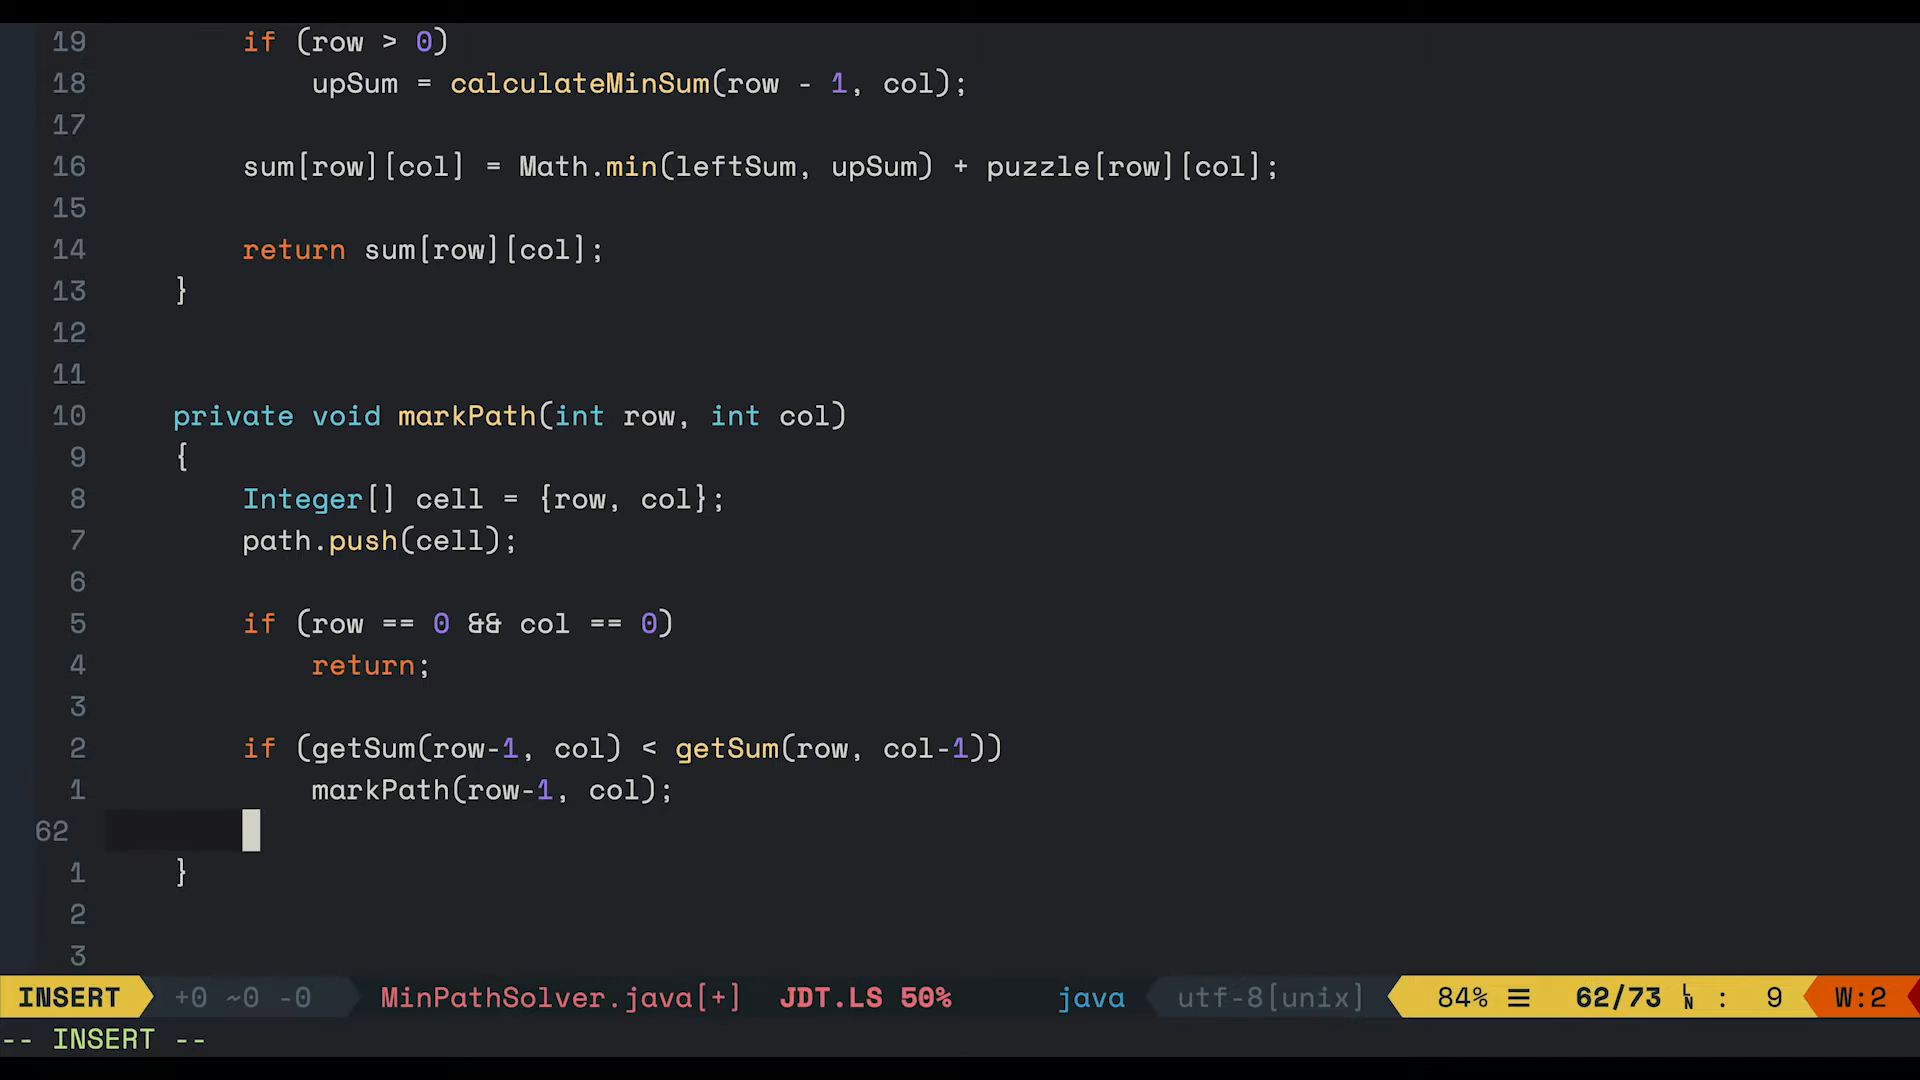 19 if (row > 0)
18 upSum = calculateMinSum(row - 1, col);
17
16 sum[row][col] = Math.min(leftSum, upSum) + puzzle[row][col];
15
14 return sum[row][col];
13 }
12
11
10 private void markPath(int row, int col)
9 {
8 Integer[] cell = {row, col};
7 path.push(cell);
6
5 if (row == 0 && col == 0)
4 return;
3
2 if (getSum(row-1, col) < getSum(row, col-1))
1 markPath(row-1, col);
62
1 }
2
3
INSERT +0 ~0 -0 MinPathSolver.java[+] JDT.LS 50% java utf-8[unix] 84% ☰ 62/73 ㏑ : 9 W:2
-- INSERT --